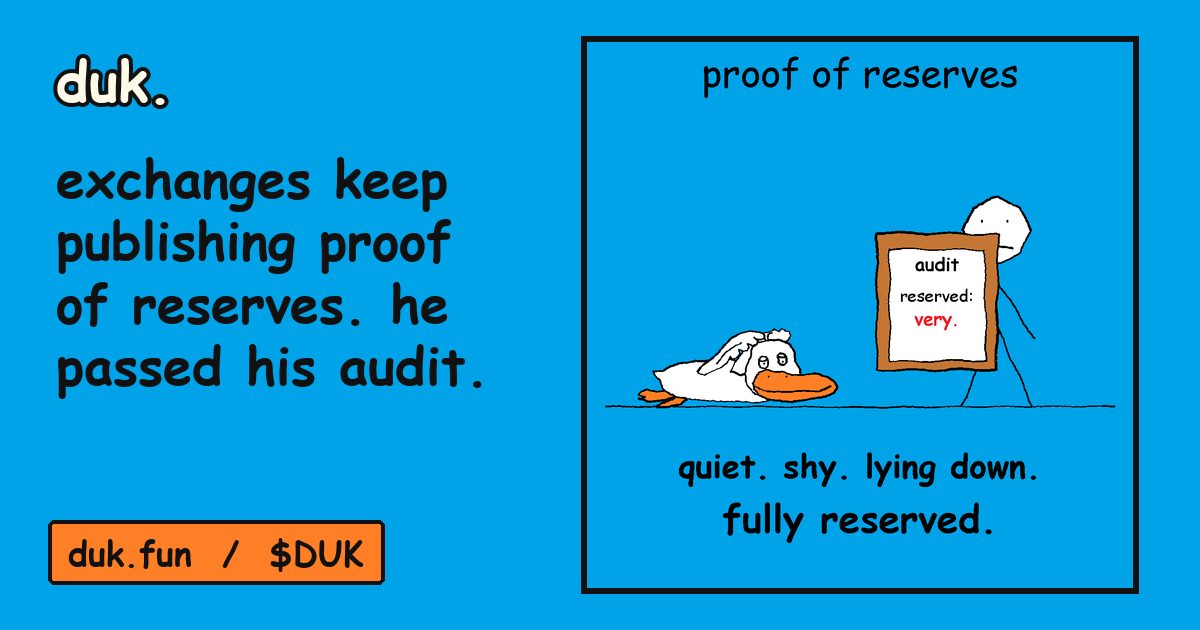 duk.
exchanges keep
publishing proof
of reserves. he
passed his audit.
duk.fun / $DUK
proof of reserves
audit
reserved:
very.
quiet. shy. lying down.
fully reserved.